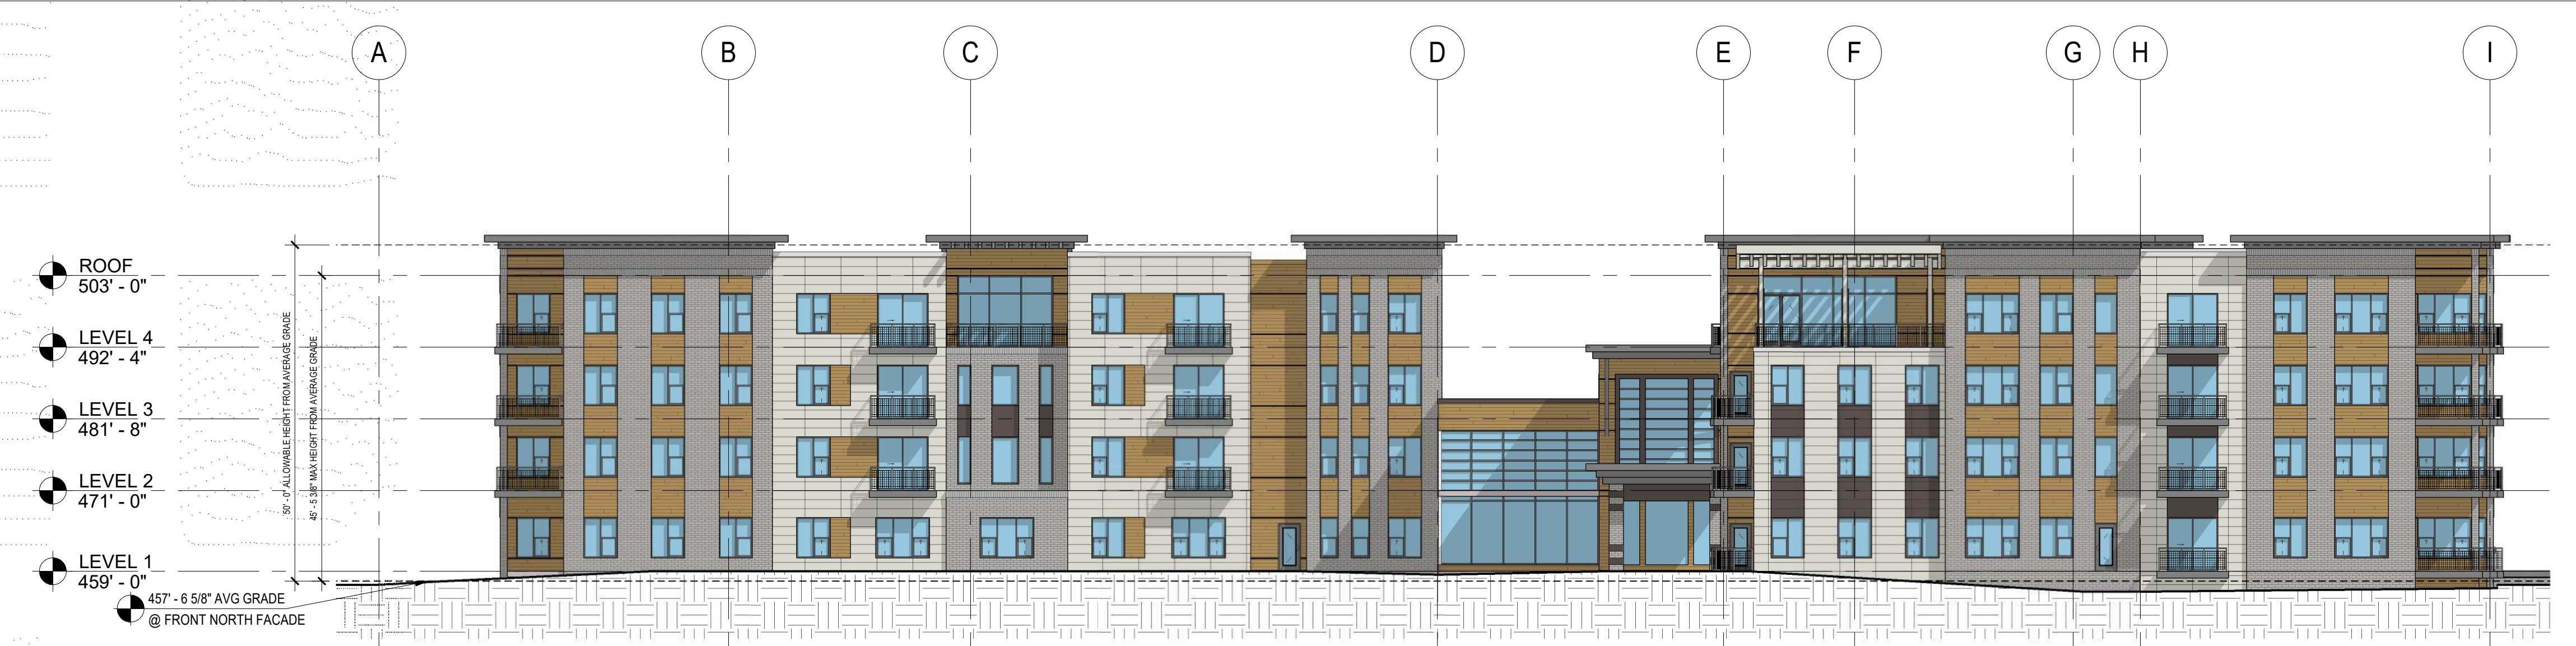 A B C D E F G H I
ROOF
503' - 0"
LEVEL 4
492' - 4"
LEVEL 3
481' - 8"
LEVEL 2
471' - 0"
LEVEL 1
459' - 0"
50' - 0" ALLOWABLE HEIGHT FROM AVERAGE GRADE
45' - 5 3/8" MAX HEIGHT FROM AVERAGE GRADE
457' - 6 5/8" AVG GRADE
@ FRONT NORTH FACADE